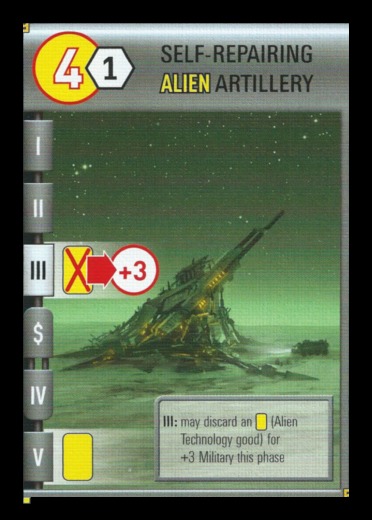 4 1
SELF-REPAIRING
ALIEN ARTILLERY
I
II
III +3
$
IV
V
III: may discard an (Alien
Technology good) for
+3 Military this phase